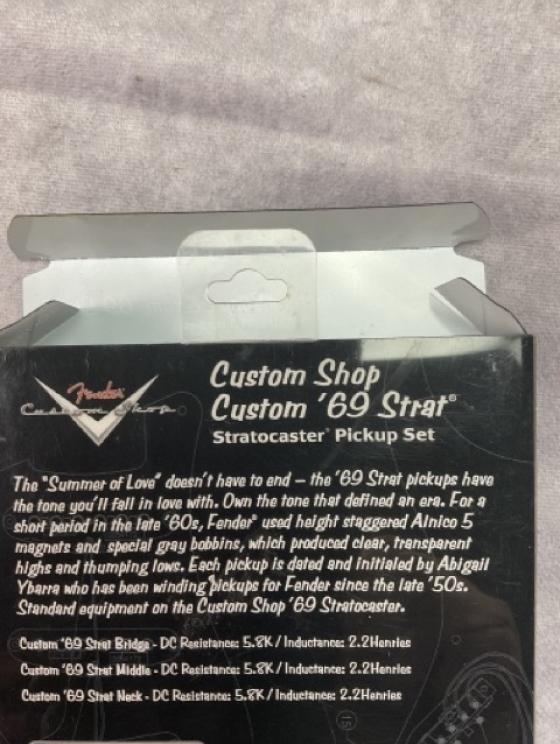 Fender
Custom Shop
Custom Shop
Custom '69 Strat®
Stratocaster® Pickup Set
The "Summer of Love" doesn't have to end – the '69 Strat pickups have
the tone you'll fall in love with. Own the tone that defined an era. For a
short period in the late '60s, Fender® used height staggered Alnico 5
magnets and special gray bobbins, which produced clear, transparent
highs and thumping lows. Each pickup is dated and initialed by Abigail
Ybarra who has been winding pickups for Fender since the late '50s.
Standard equipment on the Custom Shop '69 Stratocaster.
Custom '69 Strat Bridge - DC Resistance: 5.8K / Inductance: 2.2Henries
Custom '69 Strat Middle - DC Resistance: 5.8K / Inductance: 2.2Henries
Custom '69 Strat Neck - DC Resistance: 5.8K / Inductance: 2.2Henries